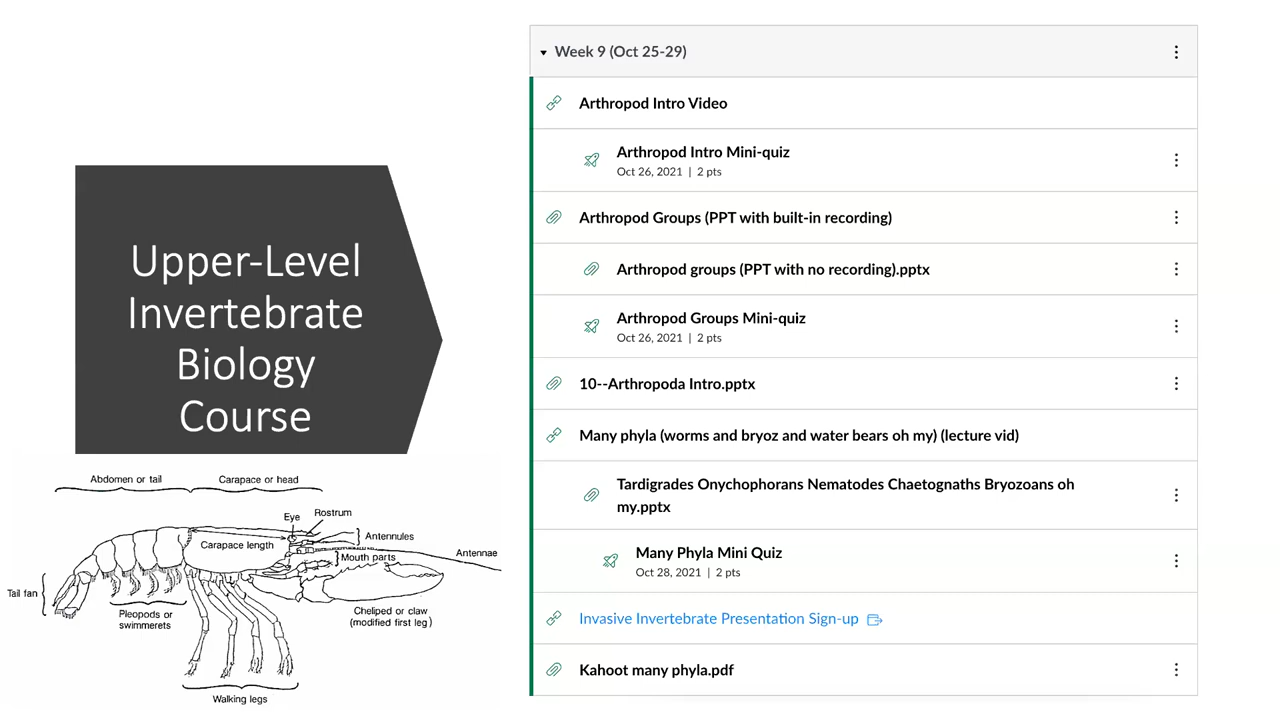 Upper-Level
Invertebrate
Biology
Course
Abdomen or tail
Carapace or head
Eye
Rostrum
Antennules
Carapace length
Mouth parts
Antennae
Tail fan
Pleopods or
swimmerets
Cheliped or claw
(modified first leg)
Walking legs
Week 9 (Oct 25-29)
Arthropod Intro Video
Arthropod Intro Mini-quiz
Oct 26, 2021 | 2 pts
Arthropod Groups (PPT with built-in recording)
Arthropod groups (PPT with no recording).pptx
Arthropod Groups Mini-quiz
Oct 26, 2021 | 2 pts
10--Arthropoda Intro.pptx
Many phyla (worms and bryoz and water bears oh my) (lecture vid)
Tardigrades Onychophorans Nematodes Chaetognaths Bryozoans oh
my.pptx
Many Phyla Mini Quiz
Oct 28, 2021 | 2 pts
Invasive Invertebrate Presentation Sign-up
Kahoot many phyla.pdf